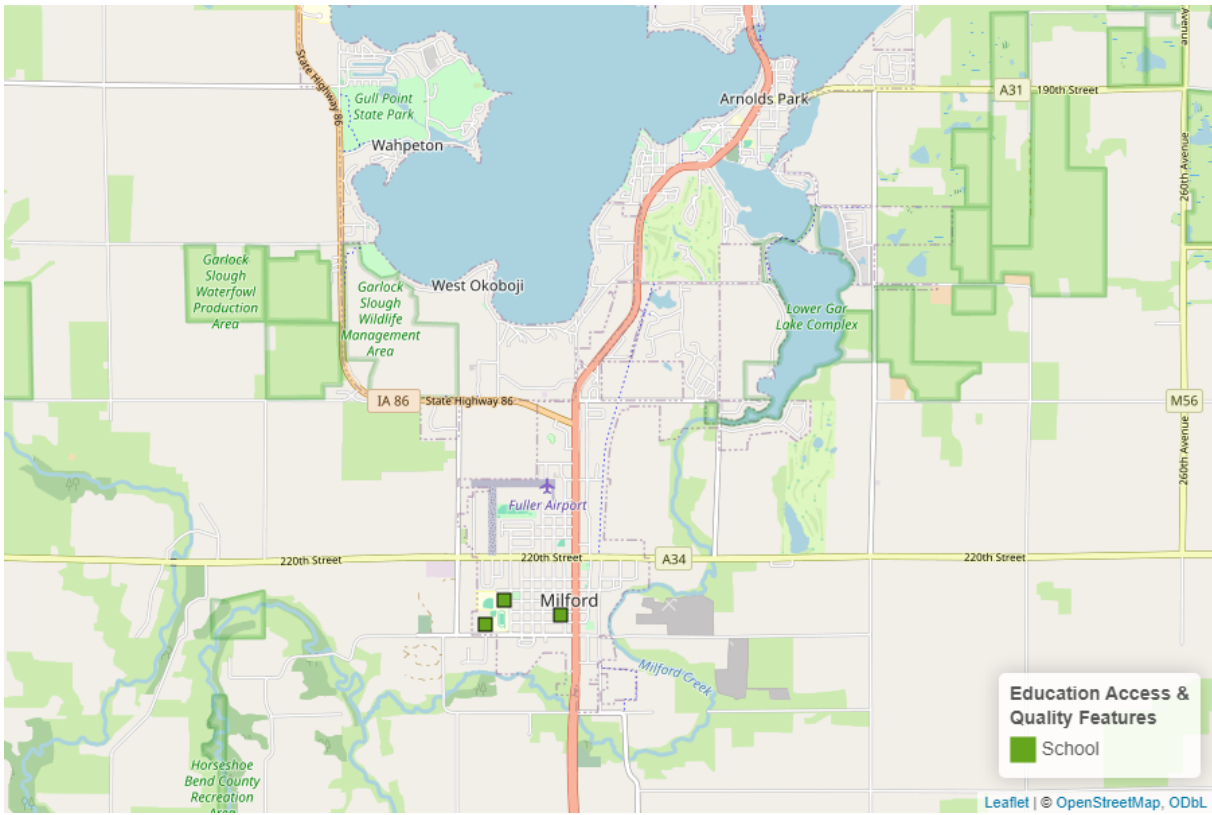 State Highway 86
Gull Point
State Park
Wahpeton
Arnolds Park
A31
190th Street
Avenue
260th Avenue
Garlock
Slough
Waterfowl
Production
Area
Garlock
Slough
Wildlife
Management
Area
West Okoboji
Lower Gar
Lake Complex
IA 86
State Highway 86
M56
260th Avenue
Fuller Airport
220th Street
220th Street
A34
220th Street
Milford
Milford Creek
Horseshoe
Bend County
Recreation
Area
Education Access &
Quality Features
School
Leaflet | © OpenStreetMap, ODbL